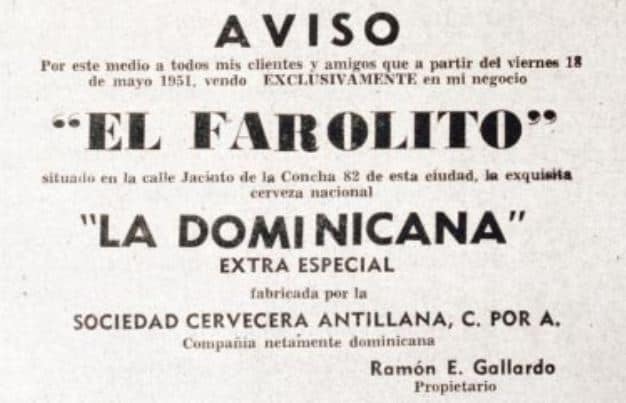 AVISO
Por este medio a todos mis clientes y amigos que a partir del viernes 18
de mayo 1951, vendo EXCLUSIVAMENTE en mi negocio
"EL FAROLITO"
situado en la calle Jacinto de la Concha 82 de esta ciudad, la exquisita
cerveza nacional
"LA DOMINICANA"
EXTRA ESPECIAL
fabricada por la
SOCIEDAD CERVECERA ANTILLANA, C. POR A.
Compañía netamente dominicana
Ramón E. Gallardo
Propietario